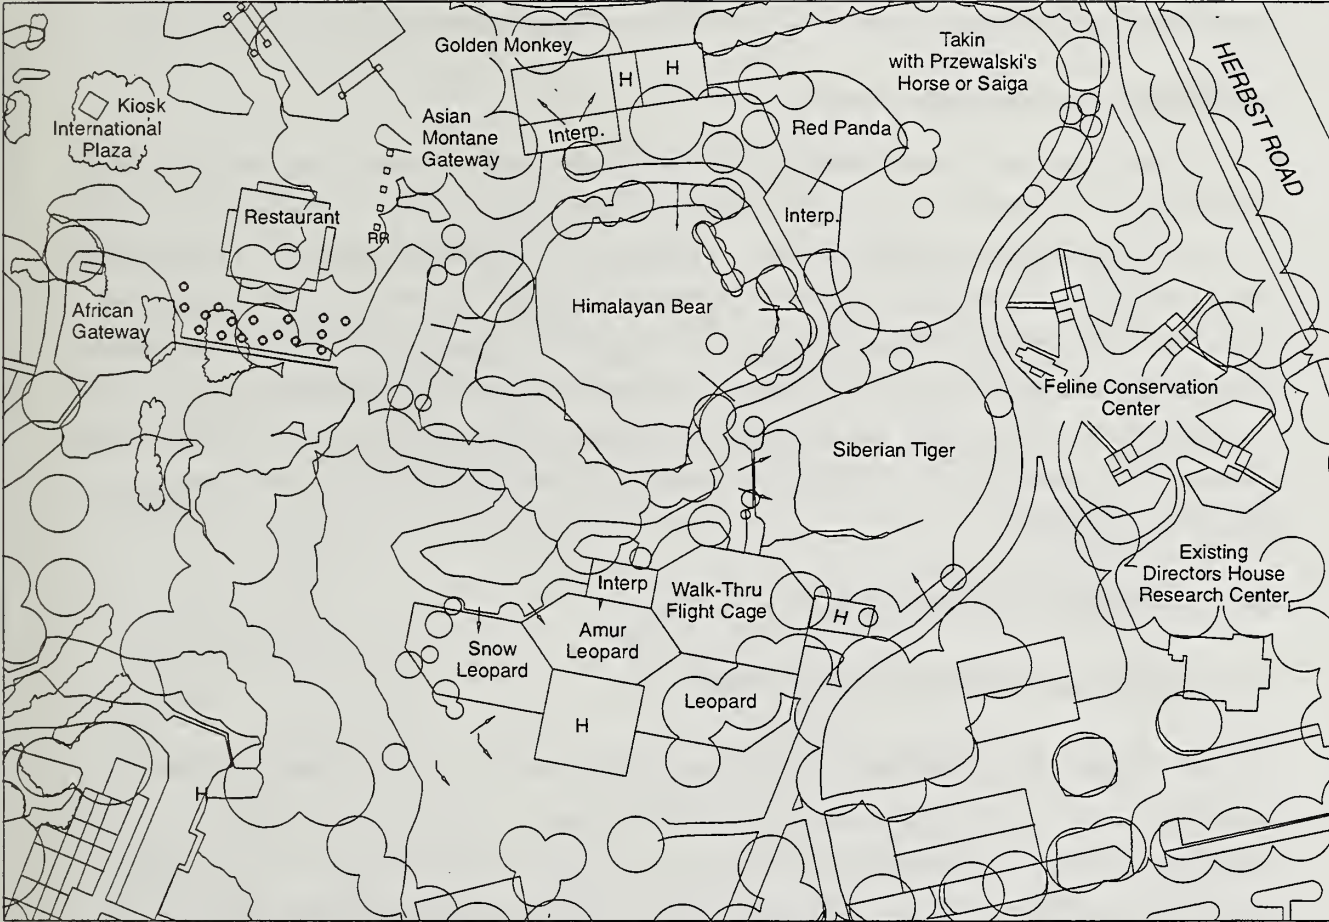 Golden Monkey
H
H
Takin
with Przewalski's
Horse or Saiga
HERBST ROAD
Kiosk
International
Plaza
Asian
Montane
Gateway
Interp.
Red Panda
Restaurant
RR
Interp.
African
Gateway
Himalayan Bear
Feline Conservation
Center
Siberian Tiger
Existing
Directors House
Research Center
Interp
Walk-Thru
Flight Cage
H
Amur
Leopard
Snow
Leopard
Leopard
H
H